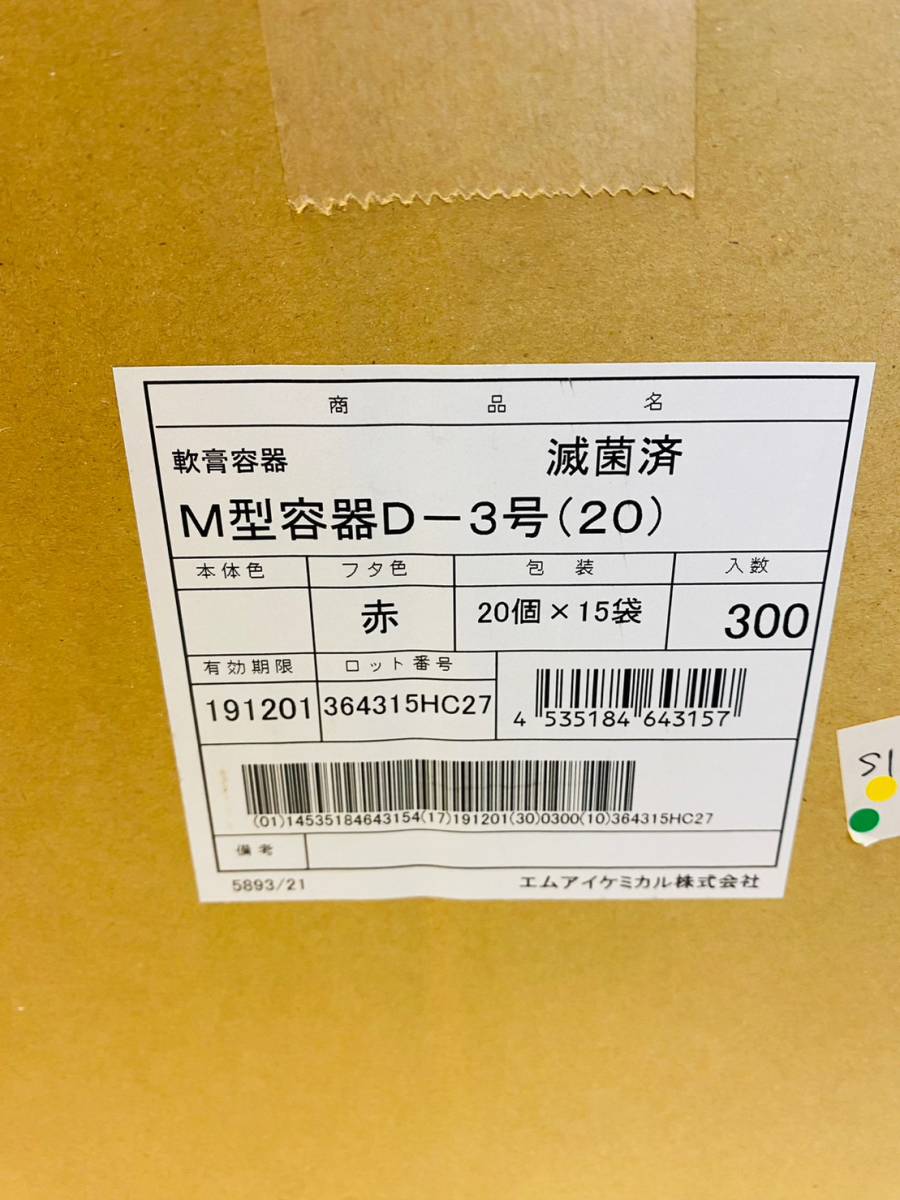 商 品 名
軟膏容器 滅菌済
M型容器D-3号(20)
本体色 フタ色 包装 入数
赤 20個×15袋 300
有効期限 ロット番号
191201 364315HC27
4 535184 643157
(01)14535184643154(17)191201(30)0300(10)364315HC27
備考
5893/21 エムアイケミカル株式会社
S1